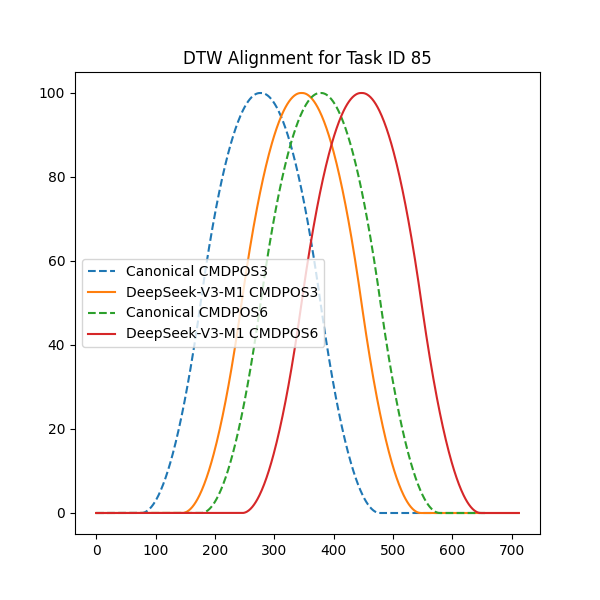 DTW Alignment for Task ID 85
100
80
60
40
20
0
Canonical CMDPOS3
DeepSeek-V3-M1 CMDPOS3
Canonical CMDPOS6
DeepSeek-V3-M1 CMDPOS6
0 100 200 300 400 500 600 700